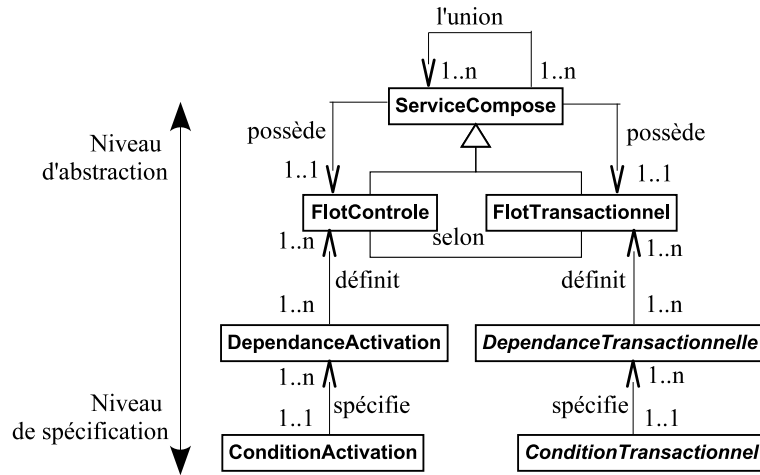 l'union
1..n 1..n
ServiceCompose
Niveau
d'abstraction
possède possède
1..1 1..1
FlotControle FlotTransactionnel
1..n selon 1..n
définit définit
1..n 1..n
DependanceActivation DependanceTransactionnelle
1..n 1..n
Niveau
de spécification
spécifie spécifie
1..1 1..1
ConditionActivation ConditionTransactionnel